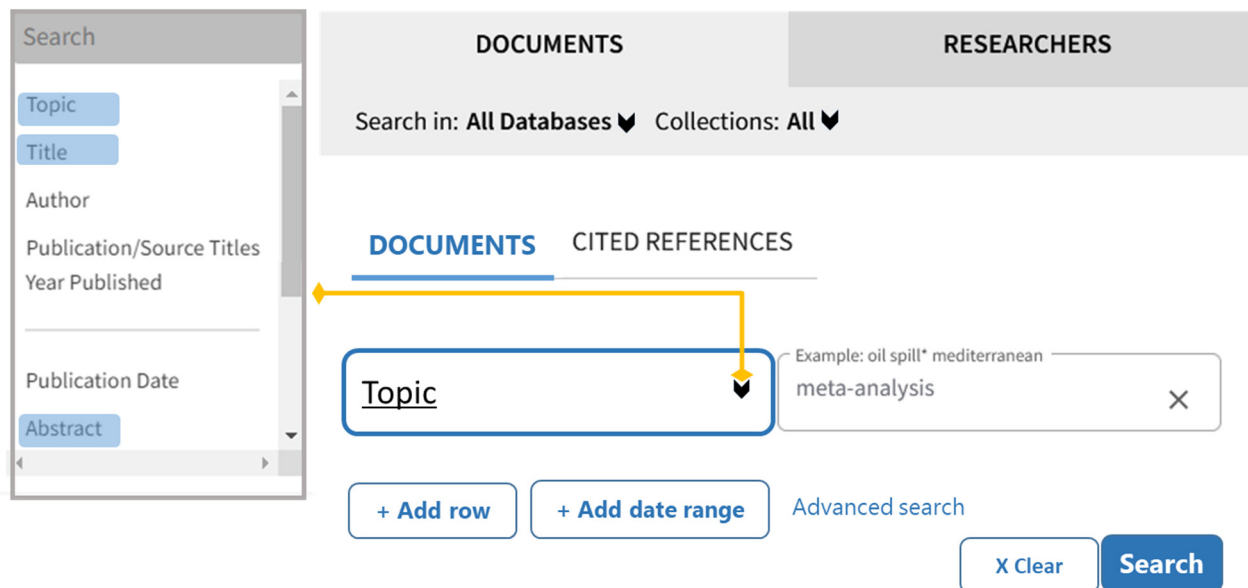 Search
Topic
Title
Author
Publication/Source Titles
Year Published
Publication Date
Abstract
DOCUMENTS
RESEARCHERS
Search in: All Databases Collections: All
DOCUMENTS
CITED REFERENCES
Topic
Example: oil spill* mediterranean
meta-analysis
+ Add row
+ Add date range
Advanced search
X Clear
Search